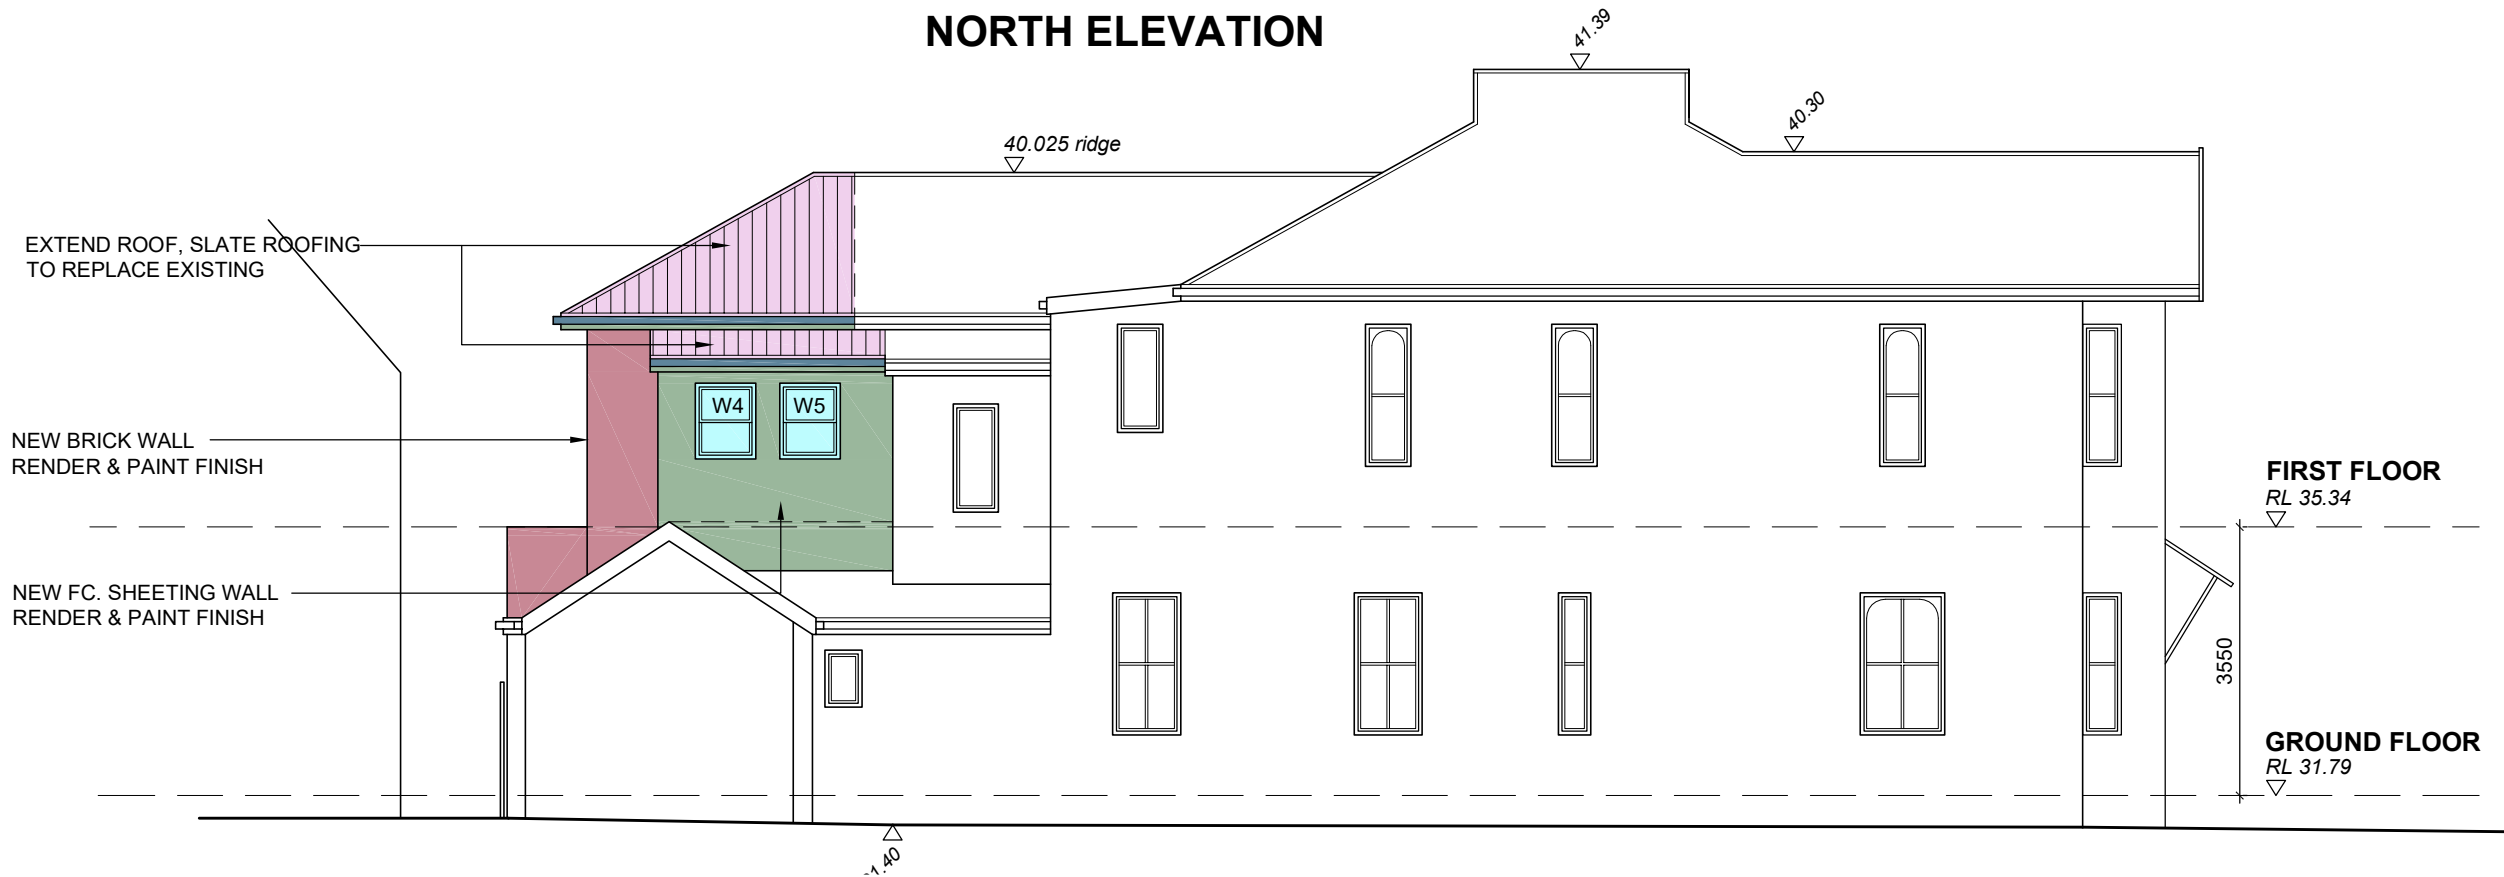 NORTH ELEVATION
41.39
40.30
40.025 ridge
EXTEND ROOF, SLATE ROOFING
TO REPLACE EXISTING
W4
W5
NEW BRICK WALL
RENDER & PAINT FINISH
FIRST FLOOR
RL 35.34
NEW FC. SHEETING WALL
RENDER & PAINT FINISH
3550
GROUND FLOOR
RL 31.79